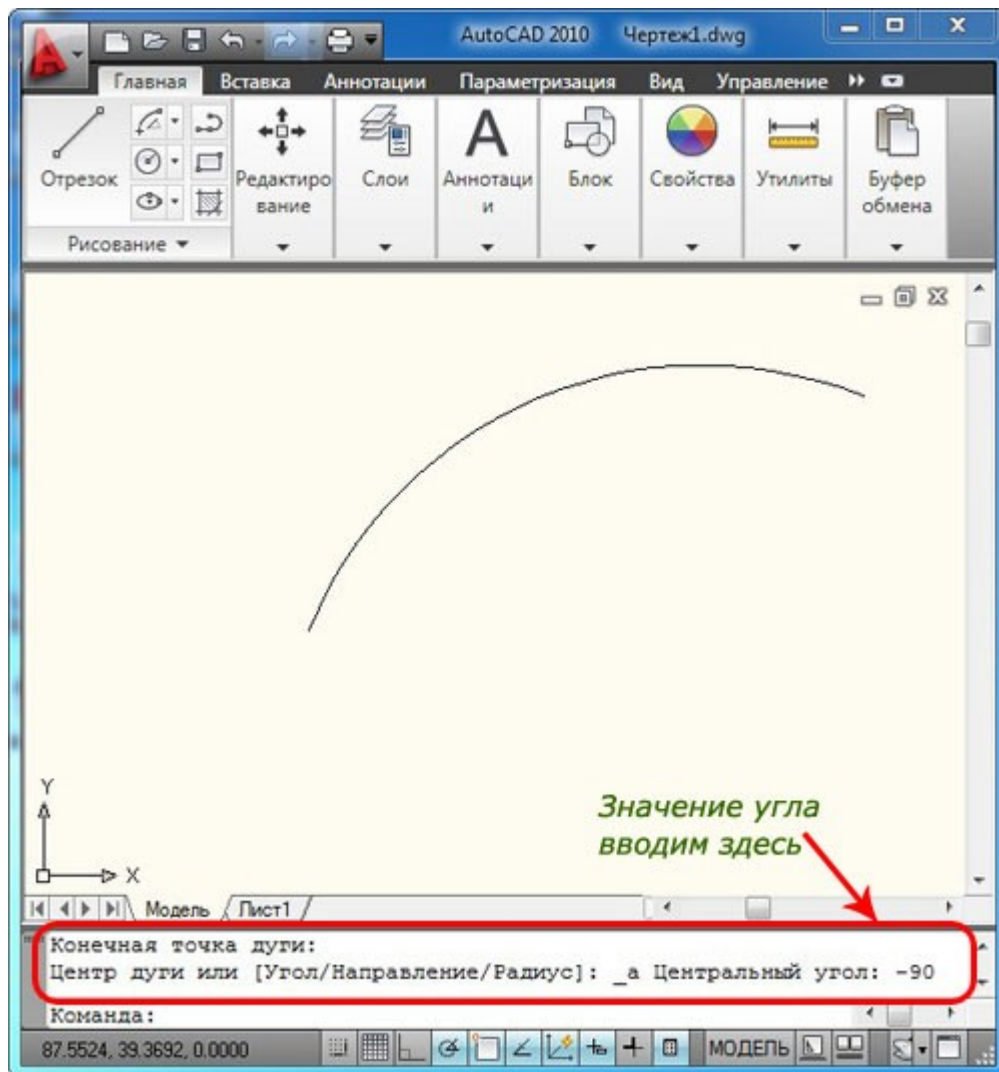 AutoCAD 2010 Чертеж1.dwg
Главная Вставка Аннотации Параметризация Вид Управление
Отрезок
Редактиро
вание
Слои
Аннотаци
и
Блок
Свойства
Утилиты
Буфер
обмена
Рисование
Y
X
Значение угла
вводим здесь
Модель Лист1
Конечная точка дуги:
Центр дуги или [Угол/Направление/Радиус]: _a Центральный угол: -90
Команда:
87.5524, 39.3692, 0.0000 МОДЕЛЬ